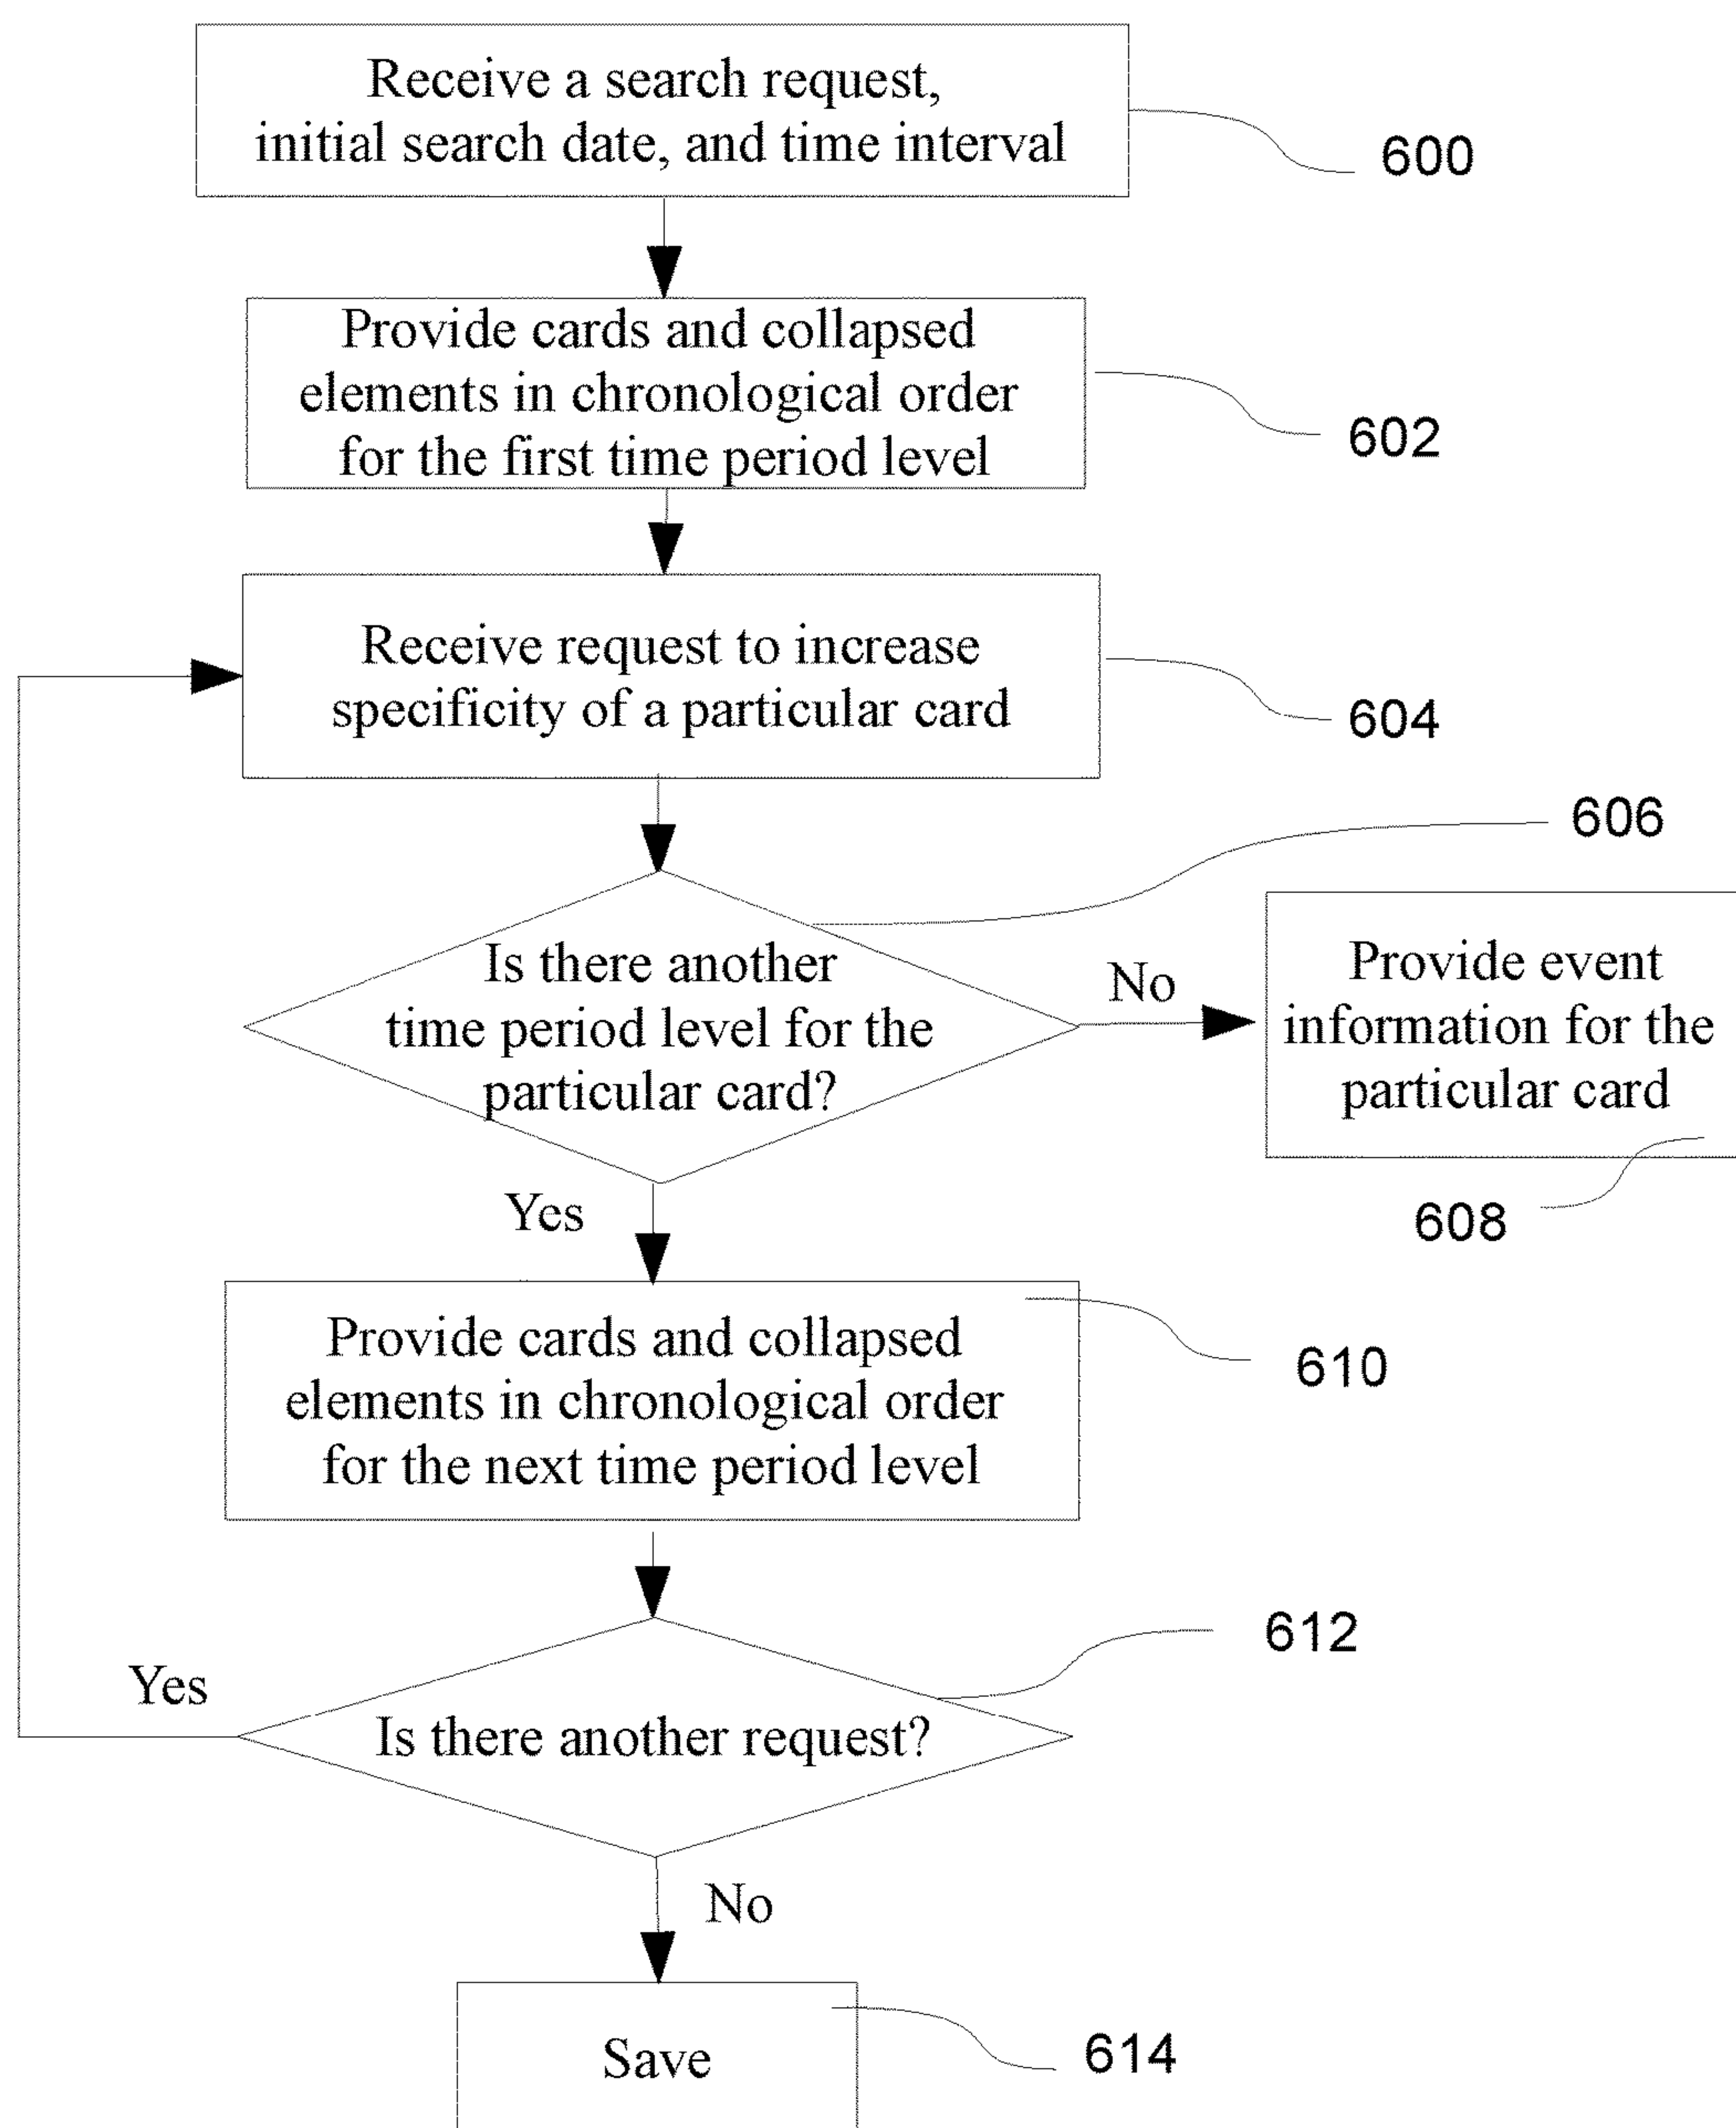 Receive a search request,
initial search date, and time interval
600
Provide cards and collapsed
elements in chronological order
for the first time period level
602
Receive request to increase
specificity of a particular card
604
606
Is there another
time period level for the
particular card?
No
Provide event
information for the
particular card
608
Yes
Provide cards and collapsed
elements in chronological order
for the next time period level
610
612
Yes
Is there another request?
No
Save
614